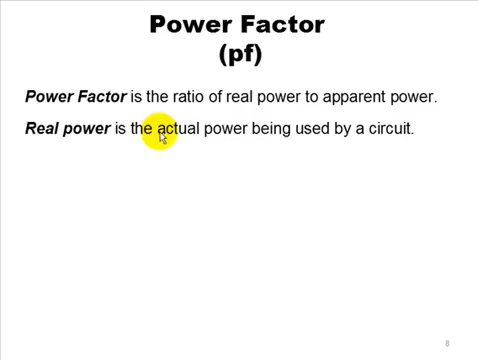 Power Factor
(pf)
Power Factor is the ratio of real power to apparent power.
Real power is the actual power being used by a circuit.
8